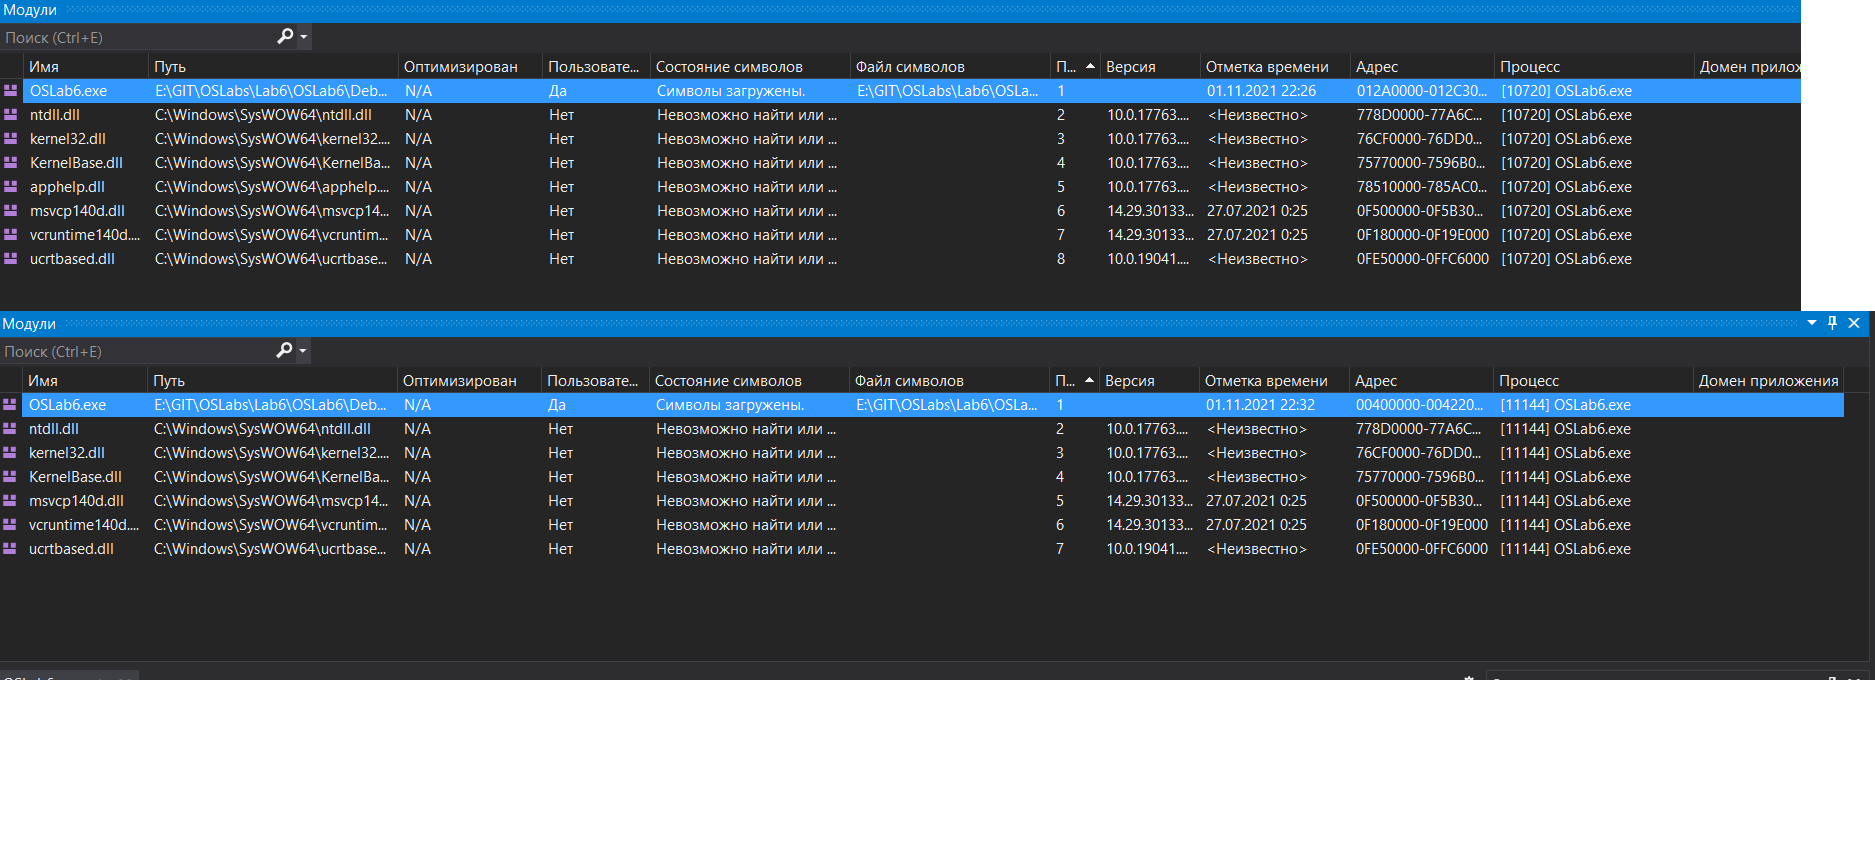 Модули
Поиск (Ctrl+E)
Имя Путь Оптимизирован Пользовате... Состояние символов Файл символов П... Версия Отметка времени Адрес Процесс Домен прилож
OSLab6.exe E:\GIT\OSLabs\Lab6\OSLab6\Deb... N/A Да Символы загружены. E:\GIT\OSLabs\Lab6\OSLa... 1 01.11.2021 22:26 012A0000-012C30... [10720] OSLab6.exe
ntdll.dll C:\Windows\SysWOW64\ntdll.dll N/A Нет Невозможно найти или ... 2 10.0.17763.... <Неизвестно> 778D0000-77A6C... [10720] OSLab6.exe
kernel32.dll C:\Windows\SysWOW64\kernel32.... N/A Нет Невозможно найти или ... 3 10.0.17763.... <Неизвестно> 76CF0000-76DD0... [10720] OSLab6.exe
KernelBase.dll C:\Windows\SysWOW64\KernelBa... N/A Нет Невозможно найти или ... 4 10.0.17763.... <Неизвестно> 75770000-7596B0... [10720] OSLab6.exe
apphelp.dll C:\Windows\SysWOW64\apphelp.... N/A Нет Невозможно найти или ... 5 10.0.17763.... <Неизвестно> 78510000-785AC0... [10720] OSLab6.exe
msvcp140d.dll C:\Windows\SysWOW64\msvcp14... N/A Нет Невозможно найти или ... 6 14.29.30133... 27.07.2021 0:25 0F500000-0F5B30... [10720] OSLab6.exe
vcruntime140d.... C:\Windows\SysWOW64\vcruntim... N/A Нет Невозможно найти или ... 7 14.29.30133... 27.07.2021 0:25 0F180000-0F19E000 [10720] OSLab6.exe
ucrtbased.dll C:\Windows\SysWOW64\ucrtbase... N/A Нет Невозможно найти или ... 8 10.0.19041.... <Неизвестно> 0FE50000-0FFC6000 [10720] OSLab6.exe
Модули
Поиск (Ctrl+E)
Имя Путь Оптимизирован Пользовате... Состояние символов Файл символов П... Версия Отметка времени Адрес Процесс Домен приложения
OSLab6.exe E:\GIT\OSLabs\Lab6\OSLab6\Deb... N/A Да Символы загружены. E:\GIT\OSLabs\Lab6\OSLa... 1 01.11.2021 22:32 00400000-004220... [11144] OSLab6.exe
ntdll.dll C:\Windows\SysWOW64\ntdll.dll N/A Нет Невозможно найти или ... 2 10.0.17763.... <Неизвестно> 778D0000-77A6C... [11144] OSLab6.exe
kernel32.dll C:\Windows\SysWOW64\kernel32.... N/A Нет Невозможно найти или ... 3 10.0.17763.... <Неизвестно> 76CF0000-76DD0... [11144] OSLab6.exe
KernelBase.dll C:\Windows\SysWOW64\KernelBa... N/A Нет Невозможно найти или ... 4 10.0.17763.... <Неизвестно> 75770000-7596B0... [11144] OSLab6.exe
msvcp140d.dll C:\Windows\SysWOW64\msvcp14... N/A Нет Невозможно найти или ... 5 14.29.30133... 27.07.2021 0:25 0F500000-0F5B30... [11144] OSLab6.exe
vcruntime140d.... C:\Windows\SysWOW64\vcruntim... N/A Нет Невозможно найти или ... 6 14.29.30133... 27.07.2021 0:25 0F180000-0F19E000 [11144] OSLab6.exe
ucrtbased.dll C:\Windows\SysWOW64\ucrtbase... N/A Нет Невозможно найти или ... 7 10.0.19041.... <Неизвестно> 0FE50000-0FFC6000 [11144] OSLab6.exe